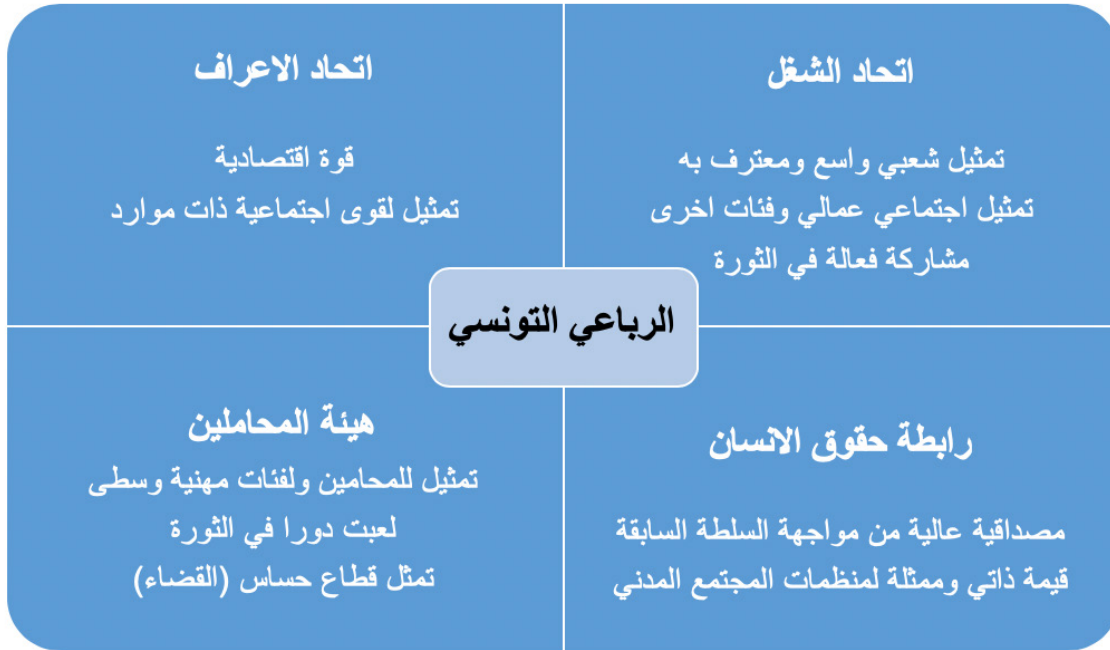 اتحاد الشغل
تمثيل شعبي واسع ومعترف به
تمثيل اجتماعي عمالي وفئات اخرى
مشاركة فعالة في الثورة
اتحاد الاعراف
قوة اقتصادية
تمثيل لقوى اجتماعية ذات موارد
الرباعي التونسي
رابطة حقوق الانسان
مصداقية عالية من مواجهة السلطة السابقة
قيمة ذاتي وممثلة لمنظمات المجتمع المدني
هيئة المحاملين
تمثيل للمحامين ولفئات مهنية وسطى
لعبت دورا في الثورة
تمثل قطاع حساس (القضاء)